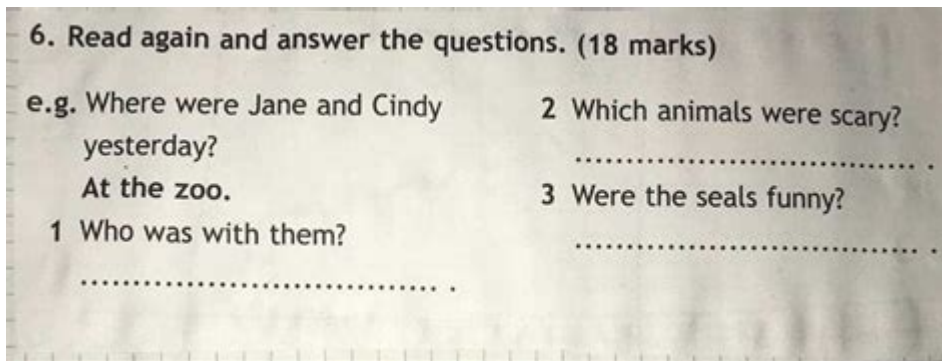 6. Read again and answer the questions. (18 marks)
e.g. Where were Jane and Cindy
yesterday?
At the zoo.
1 Who was with them?
.................................. .
2 Which animals were scary?
.................................. .
3 Were the seals funny?
.................................. .